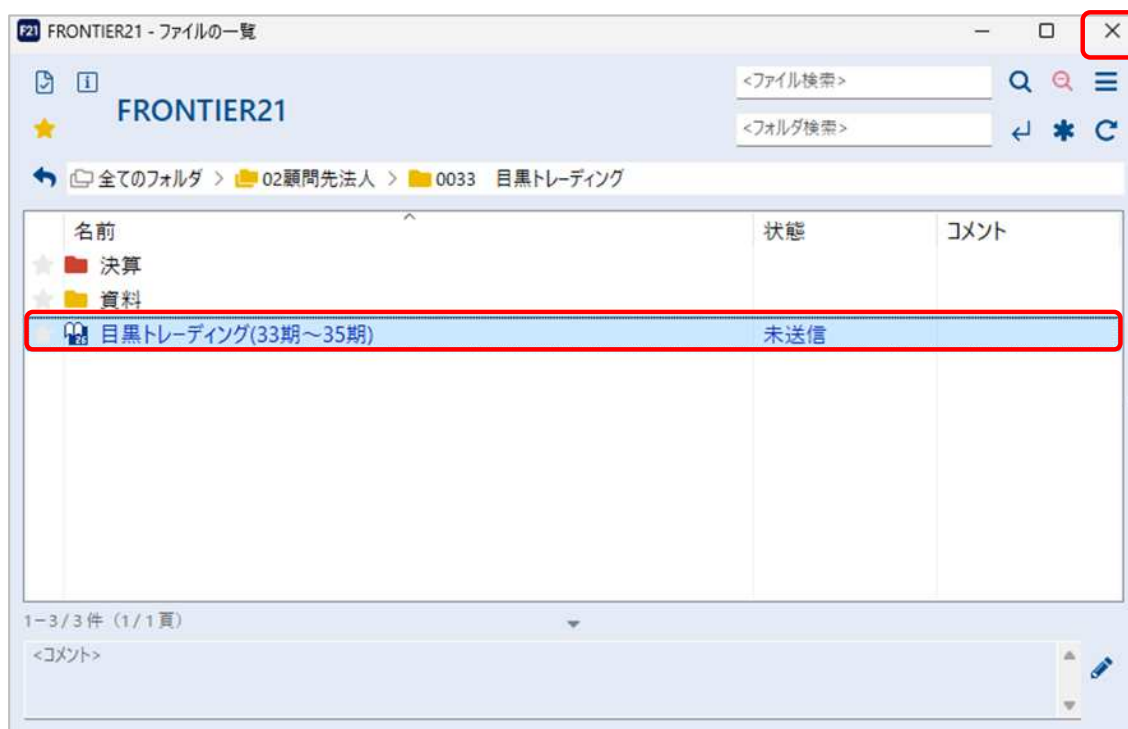 F21 FRONTIER21 - ファイルの一覧
FRONTIER21
<ファイル検索>
<フォルダ検索>
全てのフォルダ > 02顧問先法人 > 0033 目黒トレーディング
名前 状態 コメント
決算
資料
目黒トレーディング(33期～35期) 未送信
1-3/3件 (1/1頁)
<コメント>